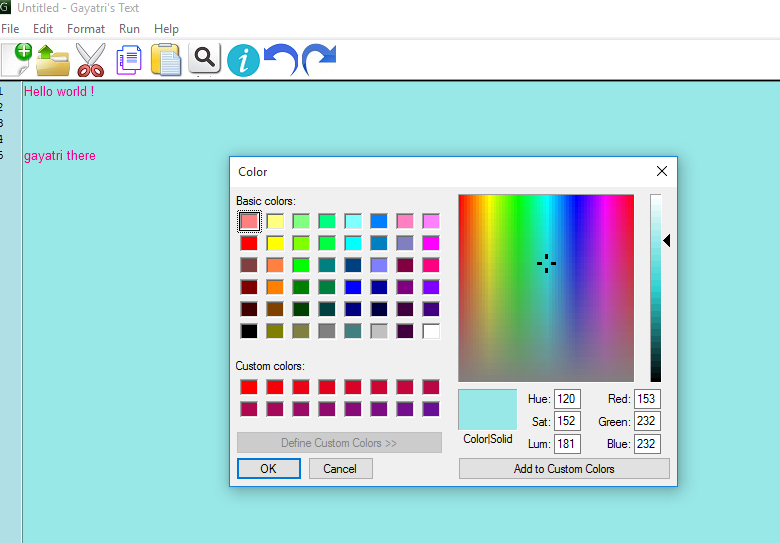 G Untitled - Gayatri's Text
File Edit Format Run Help
1 Hello world !
2
3
4
5 gayatri there
Color
Basic colors:
Custom colors:
Define Custom Colors >>
OK Cancel
Color|Solid
Hue: 120 Red: 153
Sat: 152 Green: 232
Lum: 181 Blue: 232
Add to Custom Colors